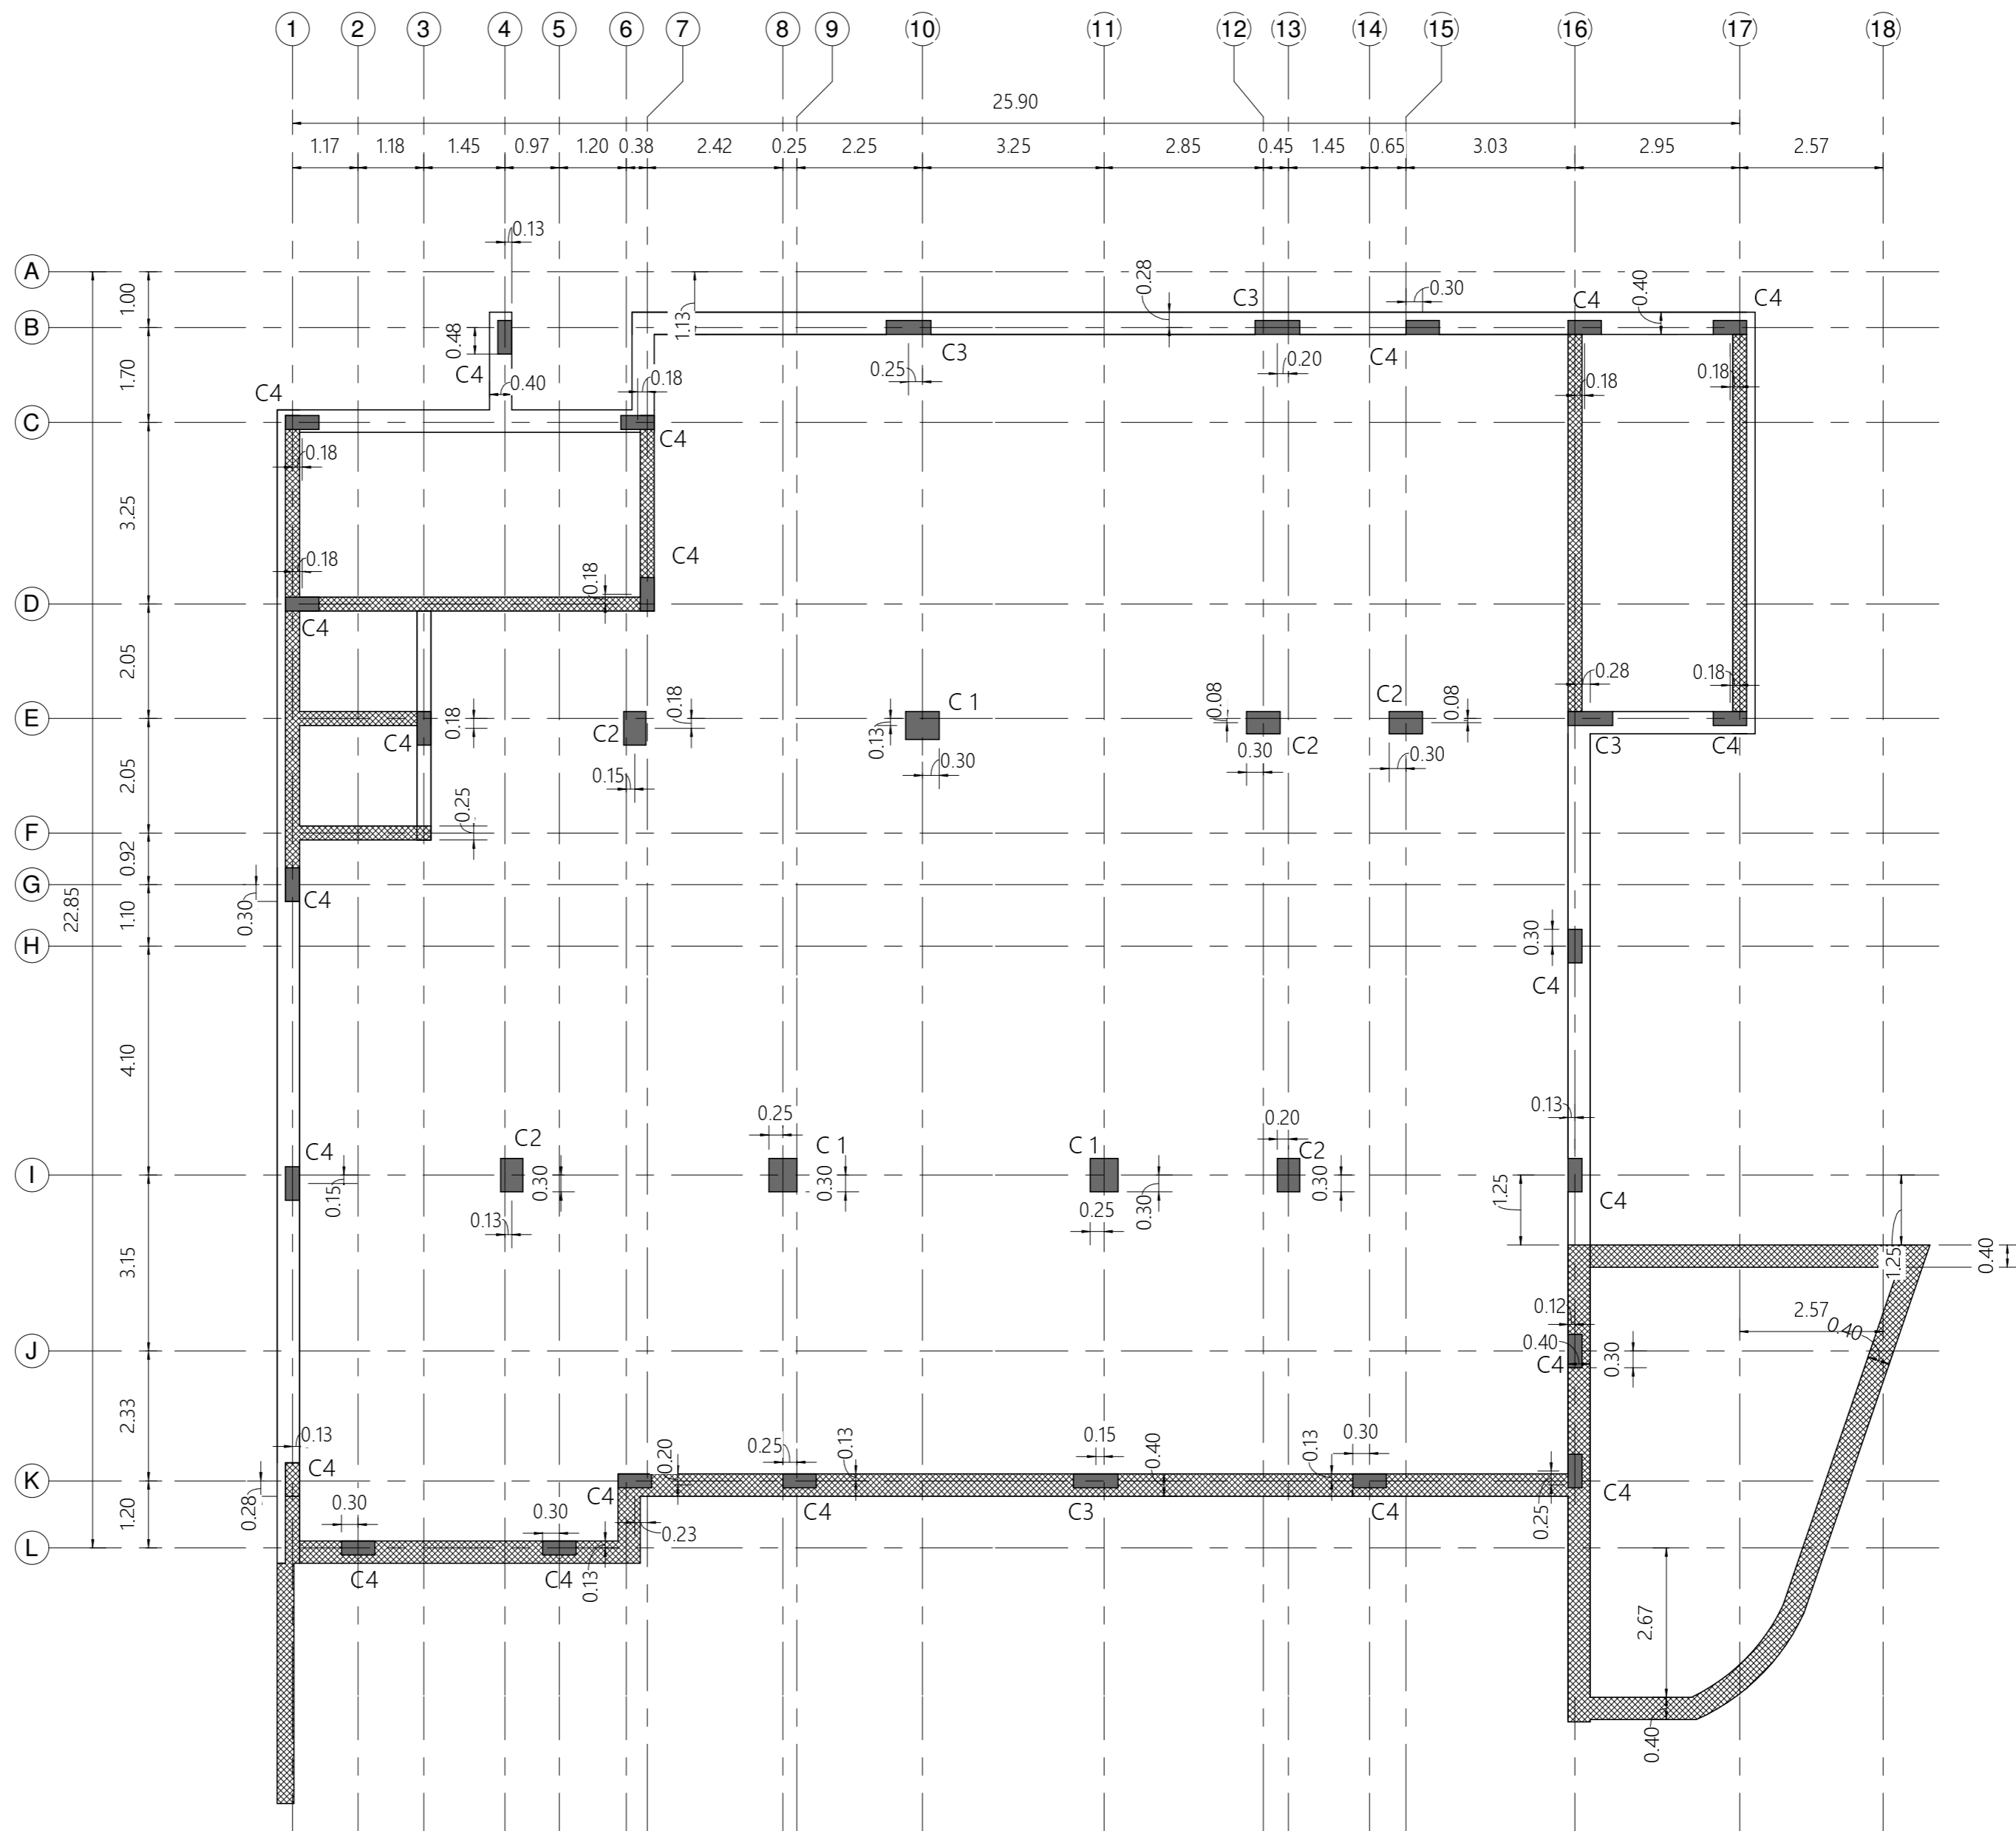 1 2 3 4 5 6 7 8 9 10 11 12 13 14 15 16 17 18
25.90
1.17 1.18 1.45 0.97 1.20 0.38 2.42 0.25 2.25 3.25 2.85 0.45 1.45 0.65 3.03 2.95 2.57
0.13
A
1.00
1.13
0.28
C3
0.30
C4
0.40
C4
B
0.48
C4
C3
C4
1.70
0.40
0.18
0.25
0.20
0.18
0.18
C4
C
C4
0.18
3.25
0.18
0.18
C4
D
C4
2.05
0.28
0.18
E
0.18
C4
C2
0.18
0.13
C 1
0.08
C2
C2
0.08
C3
C4
0.15
0.30
0.30
0.30
2.05
0.25
F
0.92
G
C4
0.30
22.85
1.10
H
0.30
C4
4.10
0.13
0.25
0.20
C4
C2
C 1
C 1
C2
I
0.15
0.30
0.30
0.30
0.30
C4
1.25
1.25
0.40
0.13
0.25
3.15
0.12
2.57
0.40
J
0.40
C4
0.30
2.33
0.13
0.20
0.25
0.13
0.15
0.40
0.13
0.30
K
C4
C4
C4
C3
C4
C4
0.28
0.30
0.30
0.23
0.25
1.20
L
C4
C4
0.13
2.67
0.40